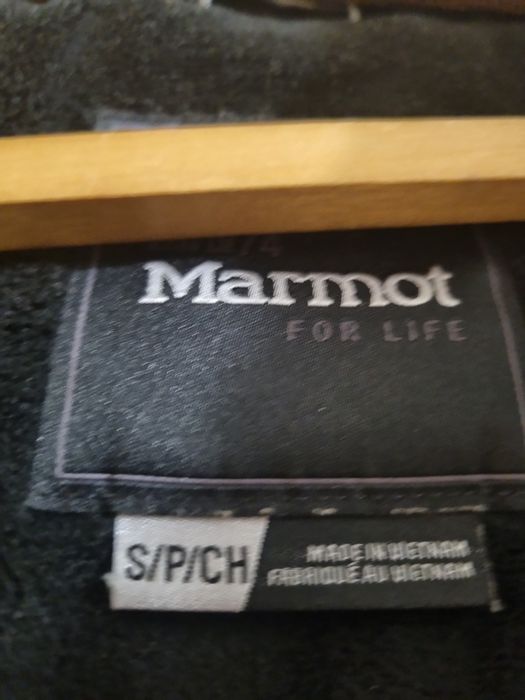 Marmot
FOR LIFE
S/P/CH
MADE IN VIETNAM
FABRIQUÉ AU VIETNAM